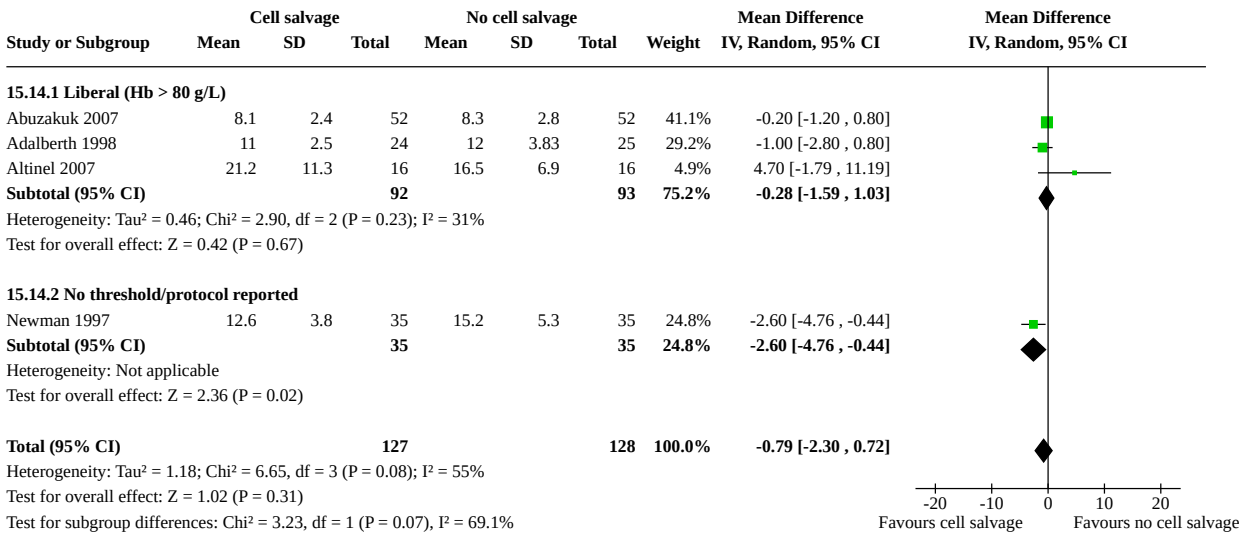 Cell salvage No cell salvage Mean Difference Mean Difference
Study or Subgroup Mean SD Total Mean SD Total Weight IV, Random, 95% CI IV, Random, 95% CI
15.14.1 Liberal (Hb > 80 g/L)
Abuzakuk 2007 8.1 2.4 52 8.3 2.8 52 41.1% -0.20 [-1.20 , 0.80]
Adalberth 1998 11 2.5 24 12 3.83 25 29.2% -1.00 [-2.80 , 0.80]
Altinel 2007 21.2 11.3 16 16.5 6.9 16 4.9% 4.70 [-1.79 , 11.19]
Subtotal (95% CI) 92 93 75.2% -0.28 [-1.59 , 1.03]
Heterogeneity: Tau² = 0.46; Chi² = 2.90, df = 2 (P = 0.23); I² = 31%
Test for overall effect: Z = 0.42 (P = 0.67)
15.14.2 No threshold/protocol reported
Newman 1997 12.6 3.8 35 15.2 5.3 35 24.8% -2.60 [-4.76 , -0.44]
Subtotal (95% CI) 35 35 24.8% -2.60 [-4.76 , -0.44]
Heterogeneity: Not applicable
Test for overall effect: Z = 2.36 (P = 0.02)
Total (95% CI) 127 128 100.0% -0.79 [-2.30 , 0.72]
Heterogeneity: Tau² = 1.18; Chi² = 6.65, df = 3 (P = 0.08); I² = 55%
Test for overall effect: Z = 1.02 (P = 0.31)
Test for subgroup differences: Chi² = 3.23, df = 1 (P = 0.07), I² = 69.1%
-20 -10 0 10 20
Favours cell salvage Favours no cell salvage